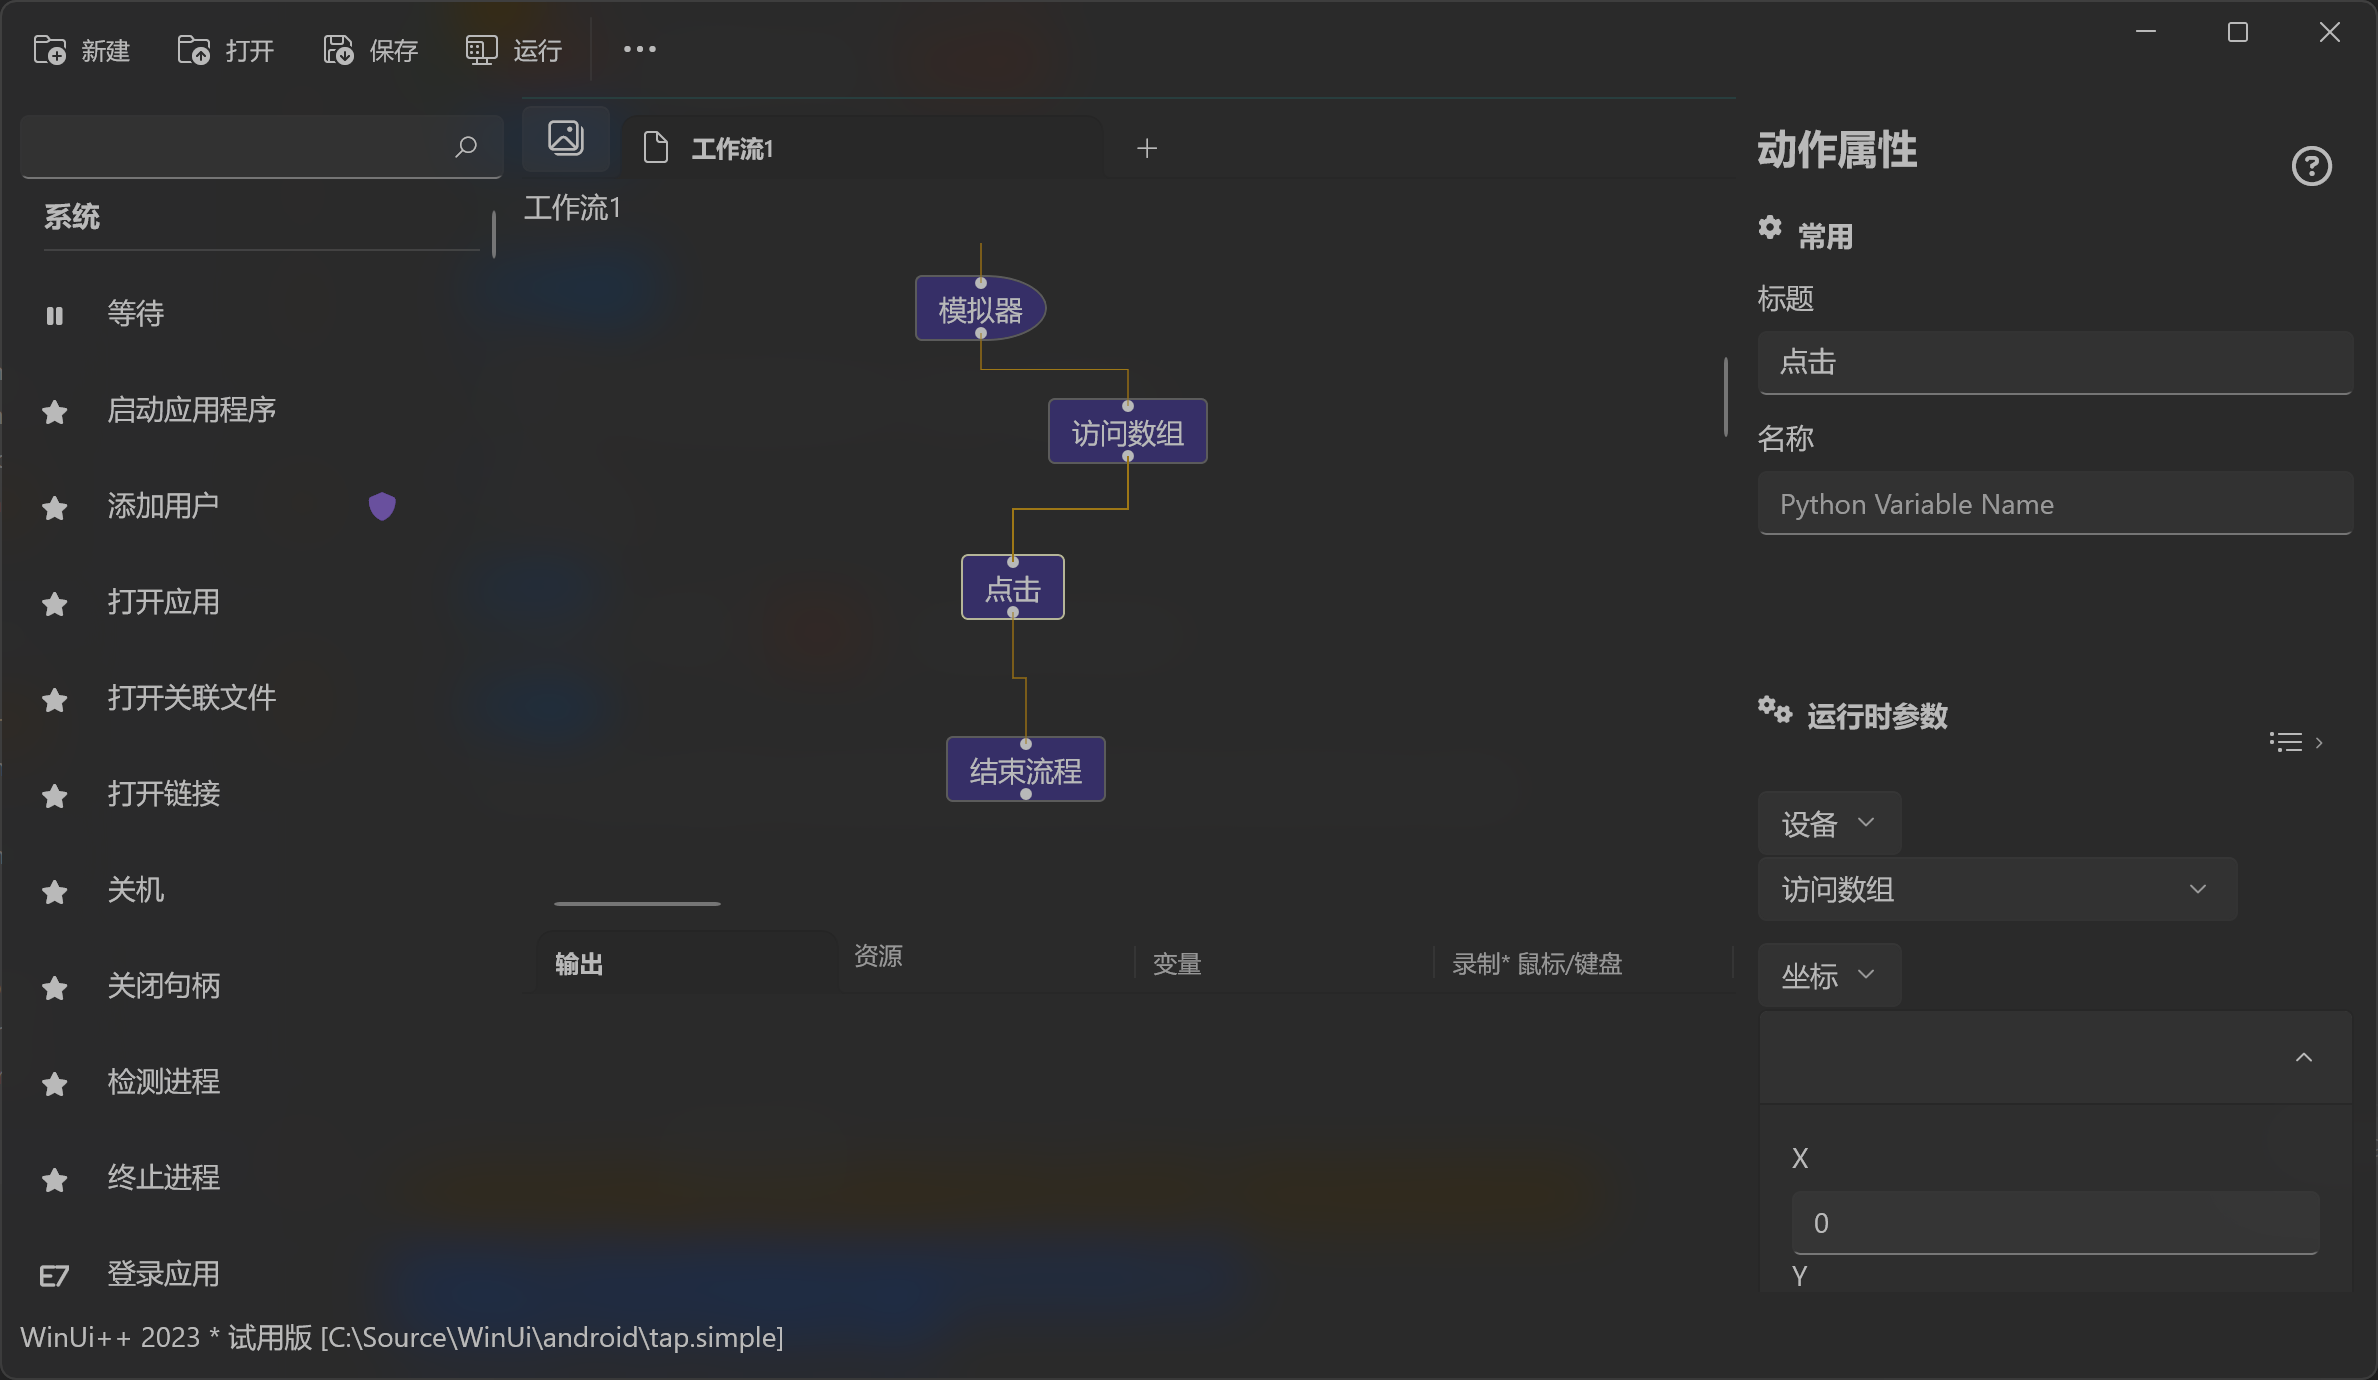 新建
打开
保存
运行
系统
等待
启动应用程序
添加用户
打开应用
打开关联文件
打开链接
关机
关闭句柄
检测进程
终止进程
登录应用
工作流1
工作流1
模拟器
访问数组
点击
结束流程
输出
资源
变量
录制* 鼠标/键盘
动作属性
常用
标题
点击
名称
Python Variable Name
运行时参数
设备
访问数组
坐标
X
0
Y
WinUi++ 2023 * 试用版 [C:\Source\WinUi\android\tap.simple]